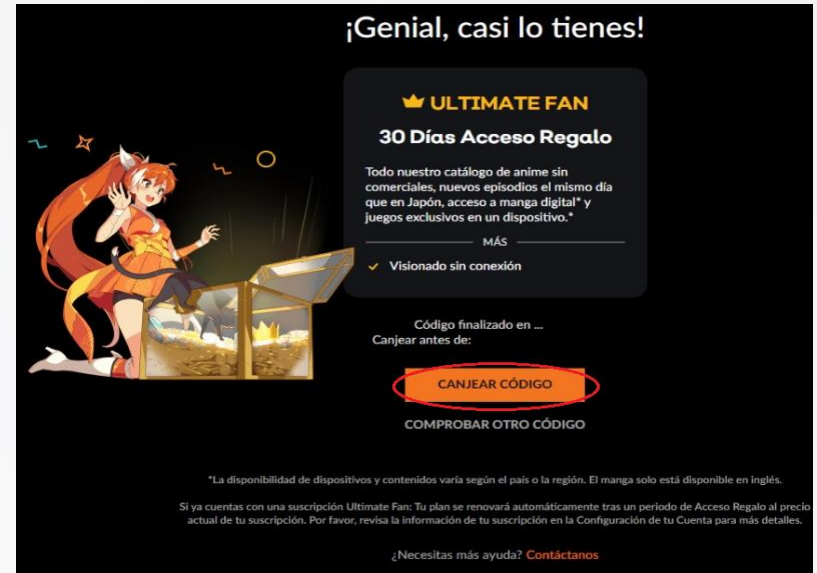 ¡Genial, casi lo tienes!
ULTIMATE FAN
30 Días Acceso Regalo
Todo nuestro catálogo de anime sin
comerciales, nuevos episodios el mismo día
que en Japón, acceso a manga digital* y
juegos exclusivos en un dispositivo.*
MÁS
Visionado sin conexión
Código finalizado en ...
Canjear antes de:
CANJEAR CÓDIGO
COMPROBAR OTRO CÓDIGO
*La disponibilidad de dispositivos y contenidos varía según el país o la región. El manga solo está disponible en inglés.
Si ya cuentas con una suscripción Ultimate Fan: Tu plan se renovará automáticamente tras un periodo de Acceso Regalo al precio
actual de tu suscripción. Por favor, revisa la información de tu suscripción en la Configuración de tu Cuenta para más detalles.
¿Necesitas más ayuda? Contáctanos